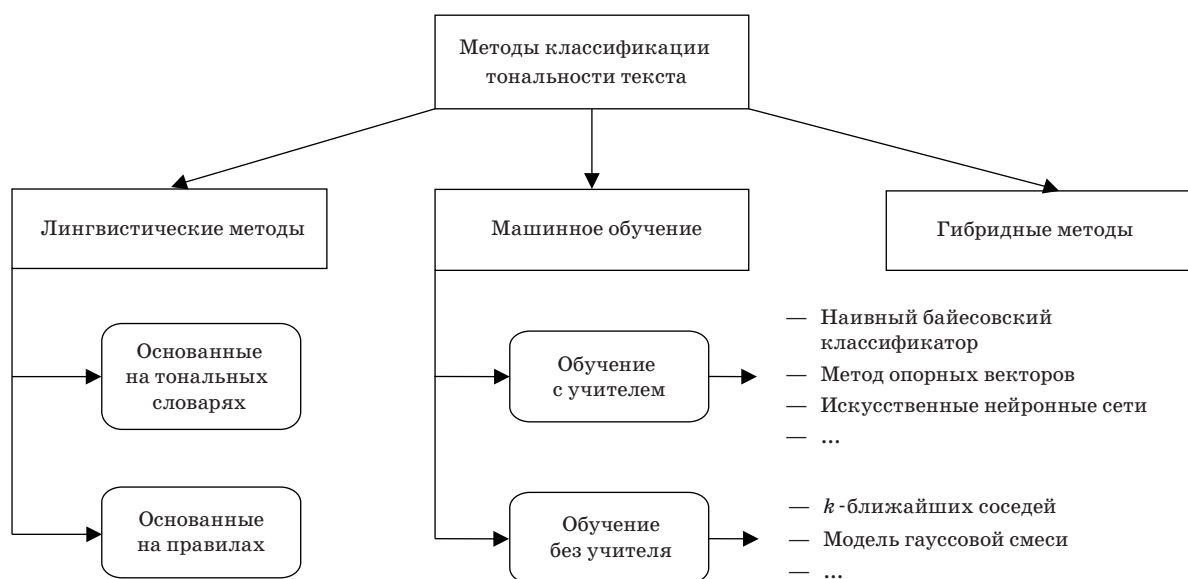 Методы классификации
тональности текста
Лингвистические методы
Машинное обучение
Гибридные методы
Основанные
на тональных
словарях
Основанные
на правилах
Обучение
с учителем
— Наивный байесовский
классификатор
— Метод опорных векторов
— Искусственные нейронные сети
— ...
Обучение
без учителя
— k-ближайших соседей
— Модель гауссовой смеси
— ...